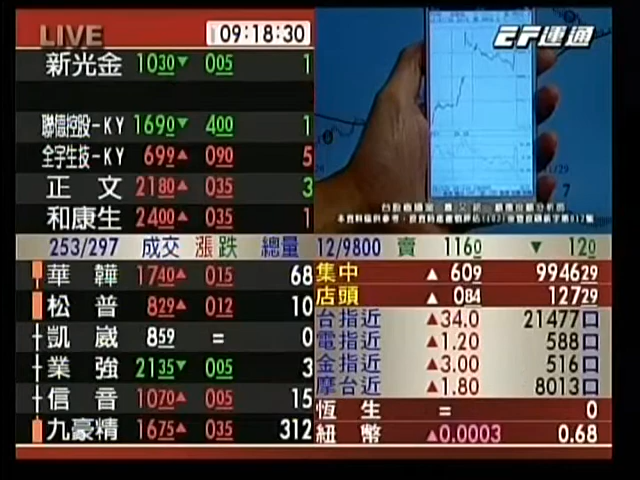 LIVE 09:18:30
EF運通
新光金 1030▼ 005 1
聯德控股-KY 1690▼ 400 1
全宇生技-KY 699▲ 090 5
正文 2180▲ 035 3
和康生 2400▲ 035 1
253/297 成交 漲跌 總量 12/9800 賣 1160 ▼ 120
華韡 1740▲ 015 68
松普 829▲ 012 10
凱崴 859 = 0
業強 2135▼ 005 3
信音 1070▲ 005 15
九豪精 1675▲ 035 312
集中 ▲ 609 994629
店頭 ▲ 084 12729
台指近 ▲34.0 21477口
電指近 ▲1.20 588口
金指近 ▲3.00 516口
摩台近 ▲1.80 8013口
恆生 = 0
紐幣 ▲0.0003 0.68